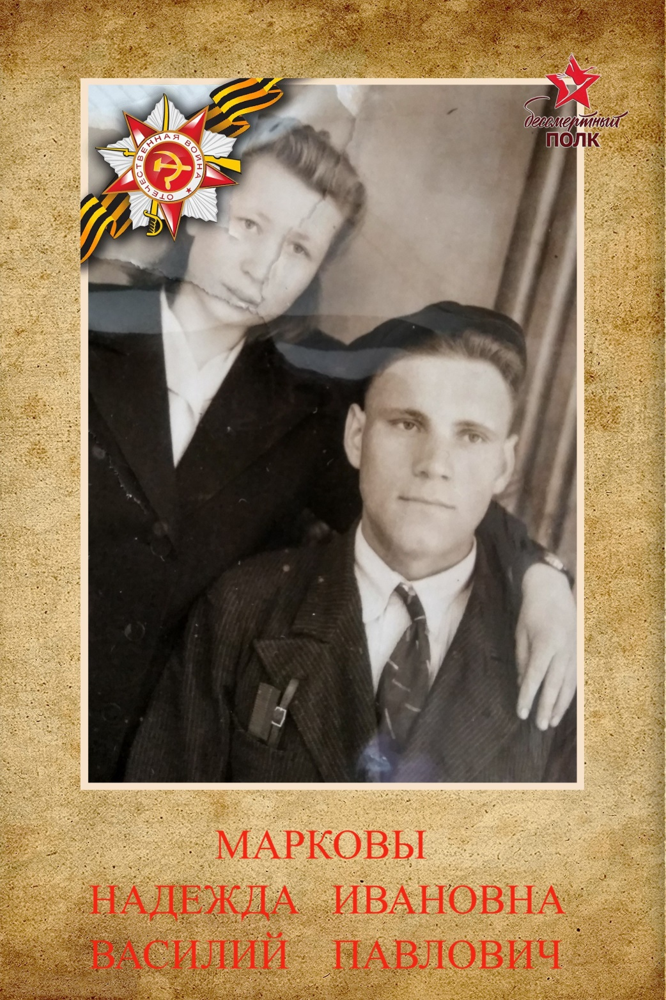 ОТЕЧЕСТВЕННАЯ ВОЙНА
бессмертный
ПОЛК
МАРКОВЫ
НАДЕЖДА ИВАНОВНА
ВАСИЛИЙ ПАВЛОВИЧ